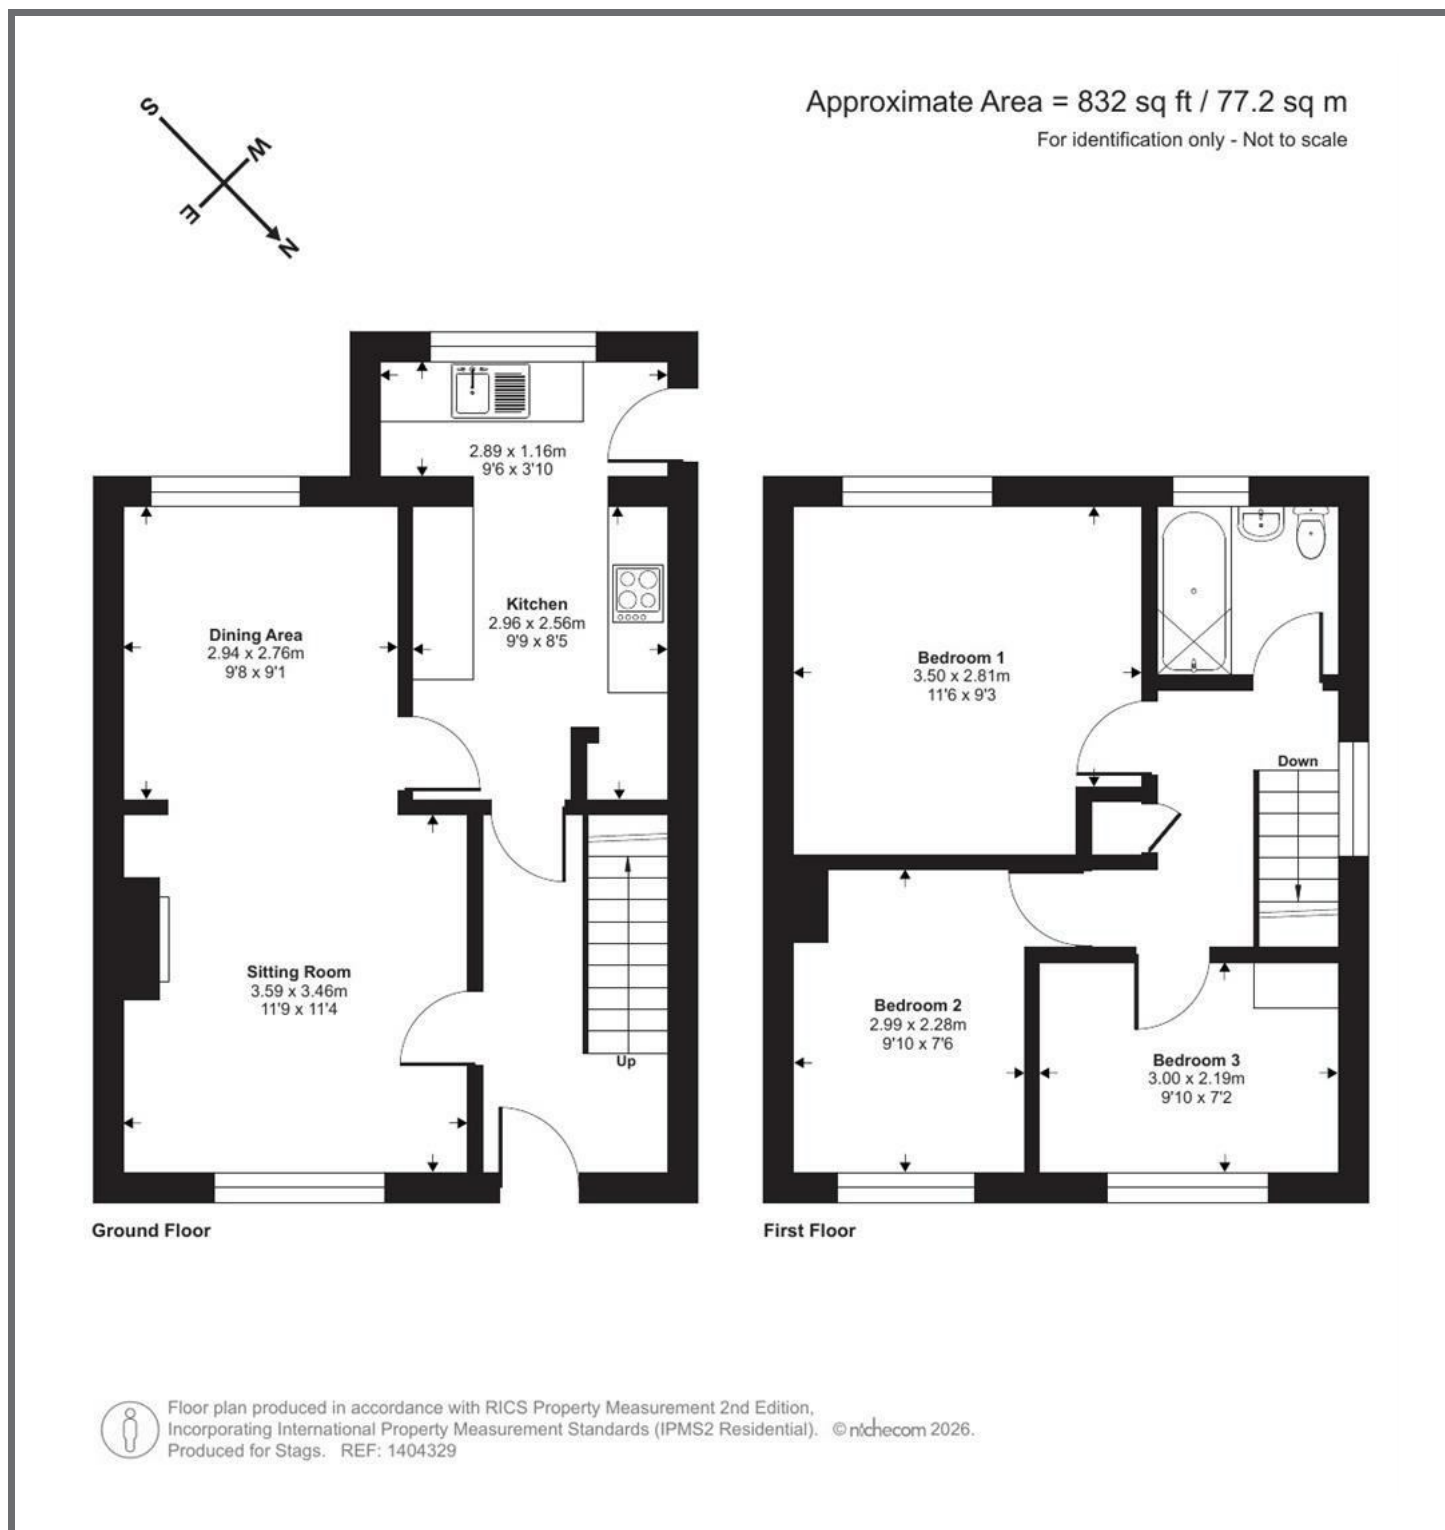 Approximate Area = 832 sq ft / 77.2 sq m
For identification only - Not to scale
S
W
E
N
2.89 x 1.16m
9'6 x 3'10
Kitchen
2.96 x 2.56m
9'9 x 8'5
Dining Area
2.94 x 2.76m
9'8 x 9'1
Sitting Room
3.59 x 3.46m
11'9 x 11'4
Up
Ground Floor
Bedroom 1
3.50 x 2.81m
11'6 x 9'3
Down
Bedroom 2
2.99 x 2.28m
9'10 x 7'6
Bedroom 3
3.00 x 2.19m
9'10 x 7'2
First Floor
Floor plan produced in accordance with RICS Property Measurement 2nd Edition,
Incorporating International Property Measurement Standards (IPMS2 Residential). © nichecom 2026.
Produced for Stags. REF: 1404329